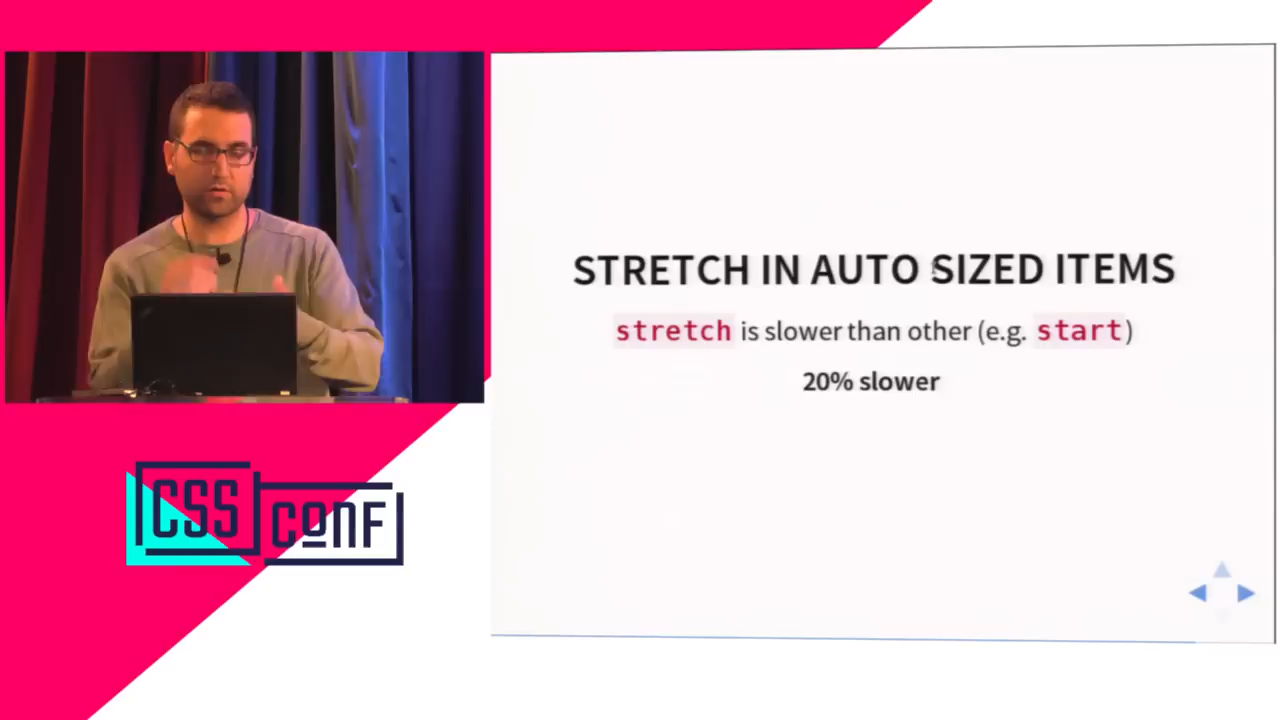 STRETCH IN AUTO SIZED ITEMS
stretch is slower than other (e.g. start)
20% slower
CSS
CONF